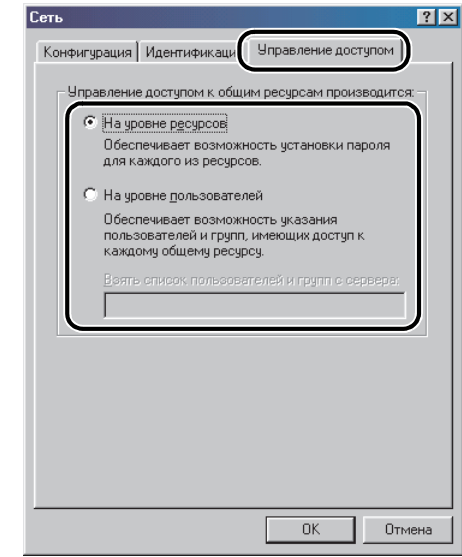 Сеть
Конфигурация Идентификаци Управление доступом
Управление доступом к общим ресурсам производится:
На уровне ресурсов
Обеспечивает возможность установки пароля
для каждого из ресурсов.
На уровне пользователей
Обеспечивает возможность указания
пользователей и групп, имеющих доступ к
каждому общему ресурсу.
Взять список пользователей и групп с сервера:
OK Отмена